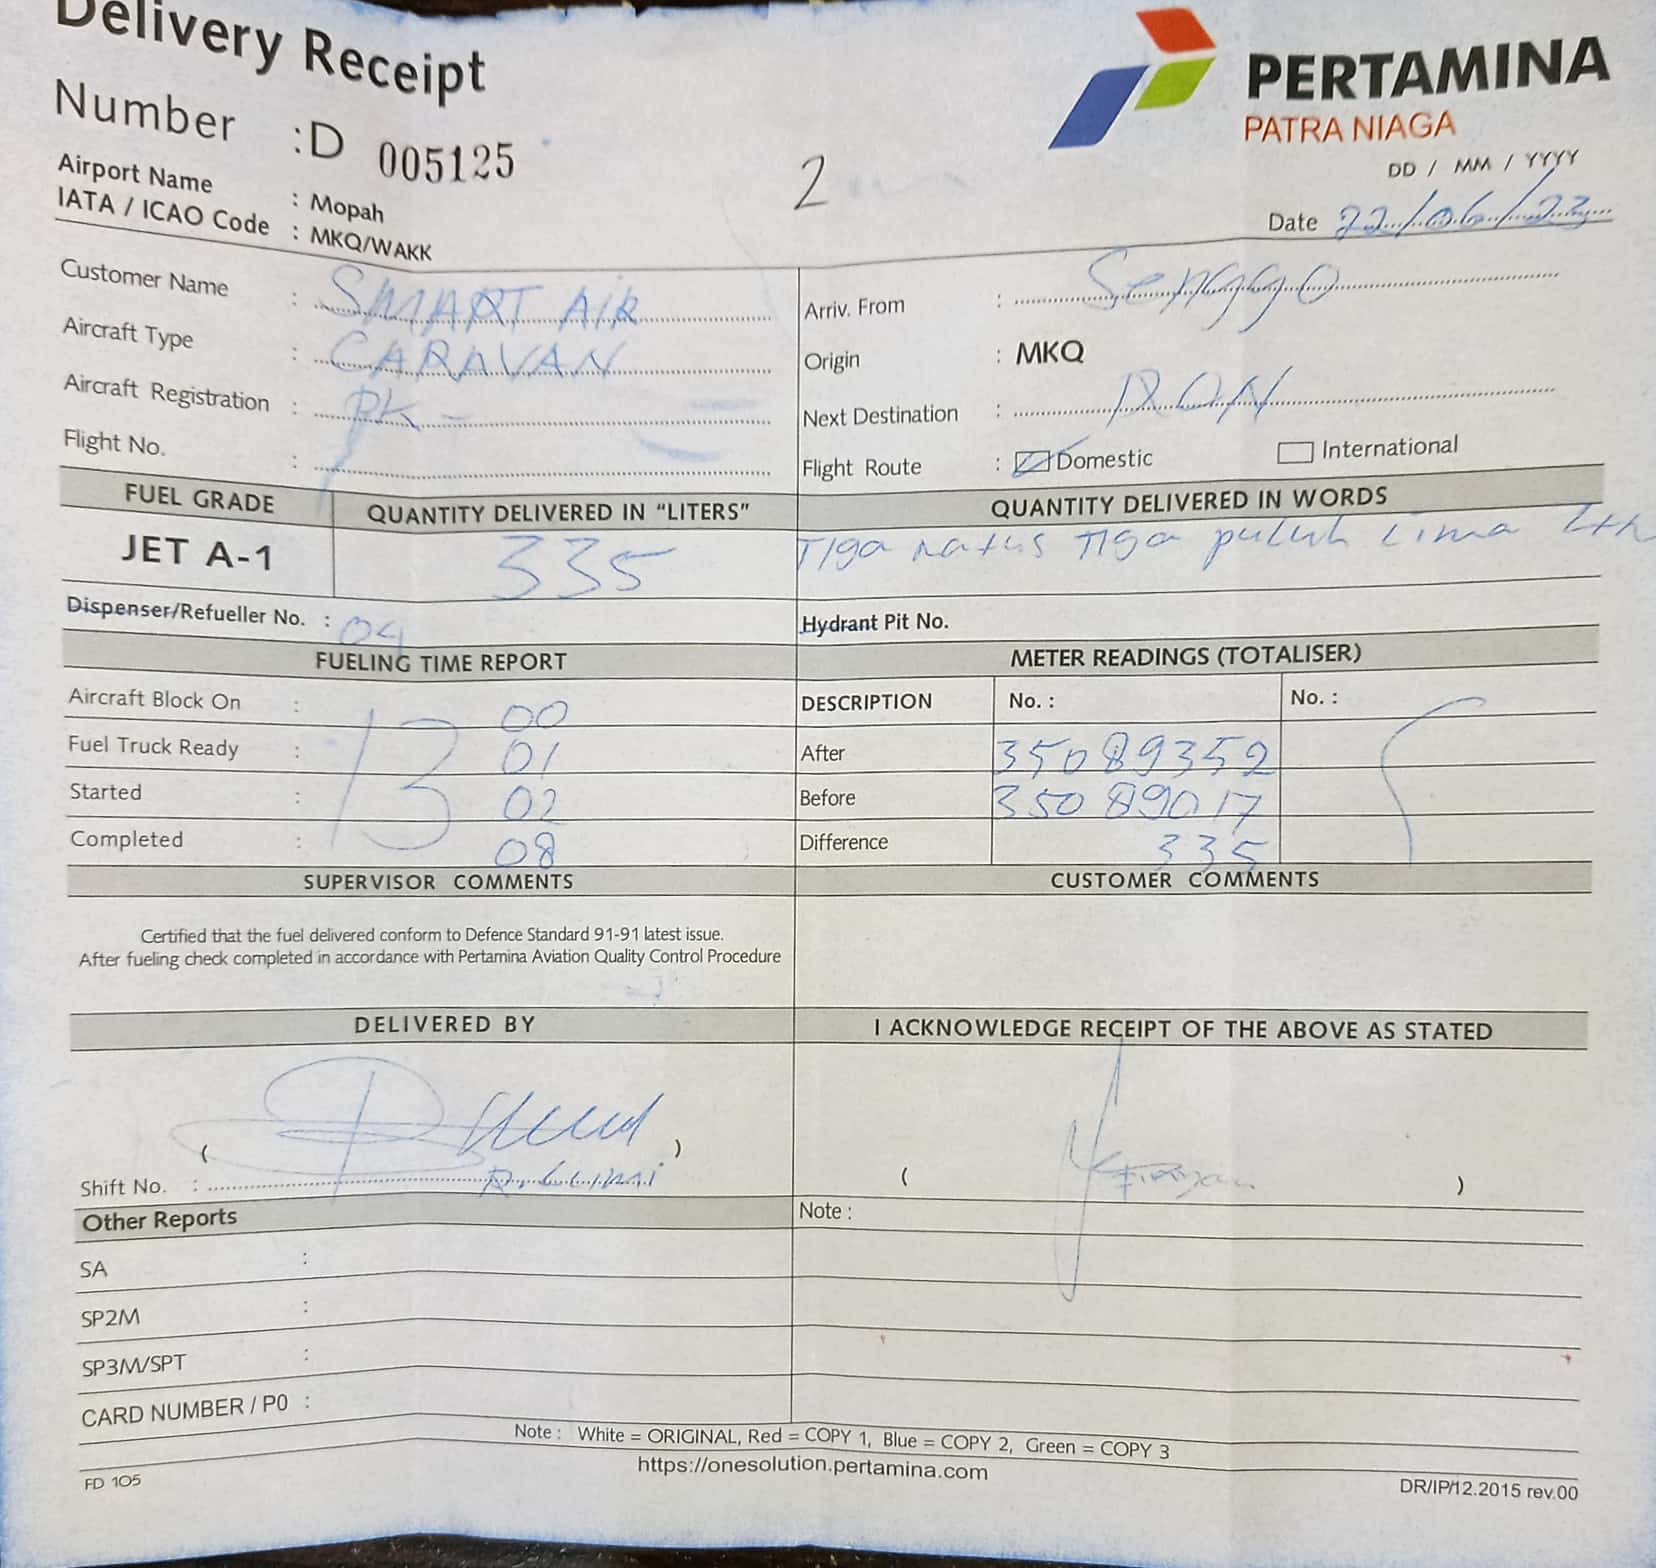 Delivery Receipt
Number :D 005125
PERTAMINA
PATRA NIAGA
2
DD / MM / YYYY
Date 22/06/23
Airport Name : Mopah
IATA / ICAO Code : MKQ/WAKK
Customer Name : SMART AIR
Aircraft Type : CARAVAN
Aircraft Registration : PK -
Flight No. :
Arriv. From : Senggo
Origin : MKQ
Next Destination : RON
Flight Route : Domestic International
FUEL GRADE QUANTITY DELIVERED IN “LITERS” QUANTITY DELIVERED IN WORDS
JET A-1 335 Tiga ratus Tiga puluh Lima Ltr
Dispenser/Refueller No. : 04 Hydrant Pit No.
FUELING TIME REPORT
Aircraft Block On : 00
Fuel Truck Ready : 13 01
Started : 02
Completed : 08
METER READINGS (TOTALISER)
DESCRIPTION No. : No. :
After 35089352
Before 35089017
Difference 335
SUPERVISOR COMMENTS CUSTOMER COMMENTS
Certified that the fuel delivered conform to Defence Standard 91-91 latest issue.
After fueling check completed in accordance with Pertamina Aviation Quality Control Procedure
DELIVERED BY I ACKNOWLEDGE RECEIPT OF THE ABOVE AS STATED
( ) ( )
Shift No. :
Other Reports Note :
SA :
SP2M :
SP3M/SPT :
CARD NUMBER / P0 :
Note : White = ORIGINAL, Red = COPY 1, Blue = COPY 2, Green = COPY 3
https://onesolution.pertamina.com
FD 105 DR/IP/12.2015 rev.00